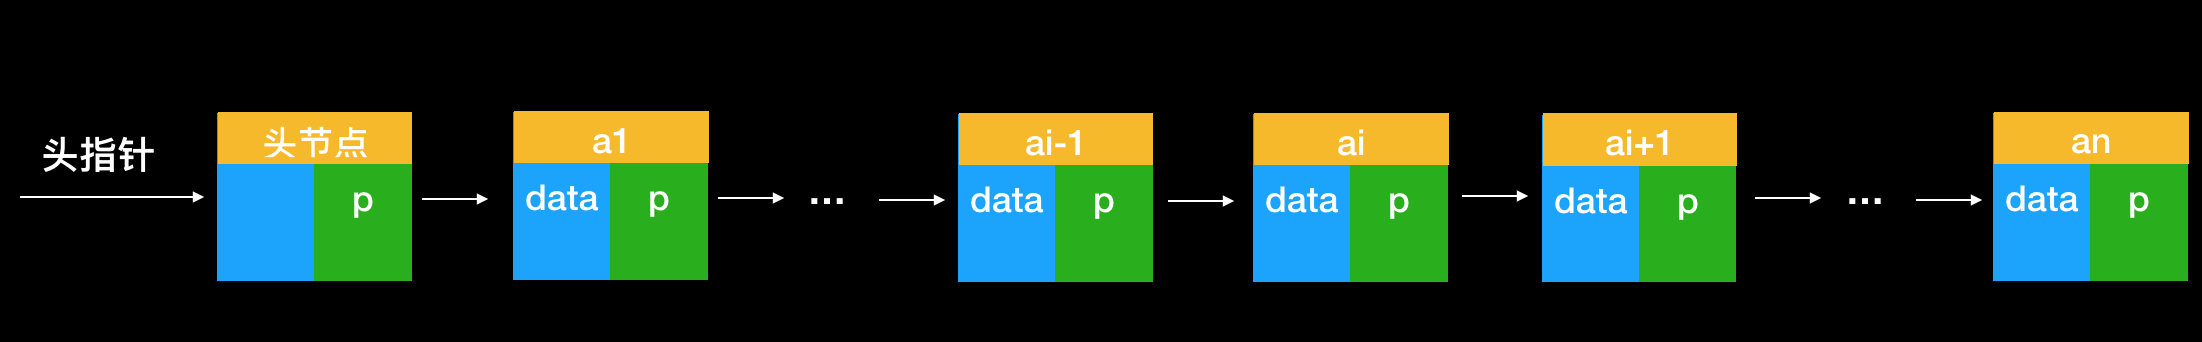 头指针
头节点
p
a1
data
p
...
ai-1
data
p
ai
data
p
ai+1
data
p
...
an
data
p